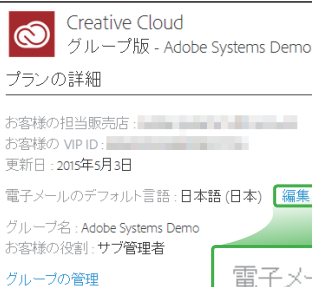 Creative Cloud
グループ版 - Adobe Systems Demo
プランの詳細
お客様の担当販売店 :
お客様の VIP ID :
更新日 : 2015年5月3日
電子メールのデフォルト言語 : 日本語 (日本) 編集
グループ名 : Adobe Systems Demo
お客様の役割 : サブ管理者
グループの管理
電子メー